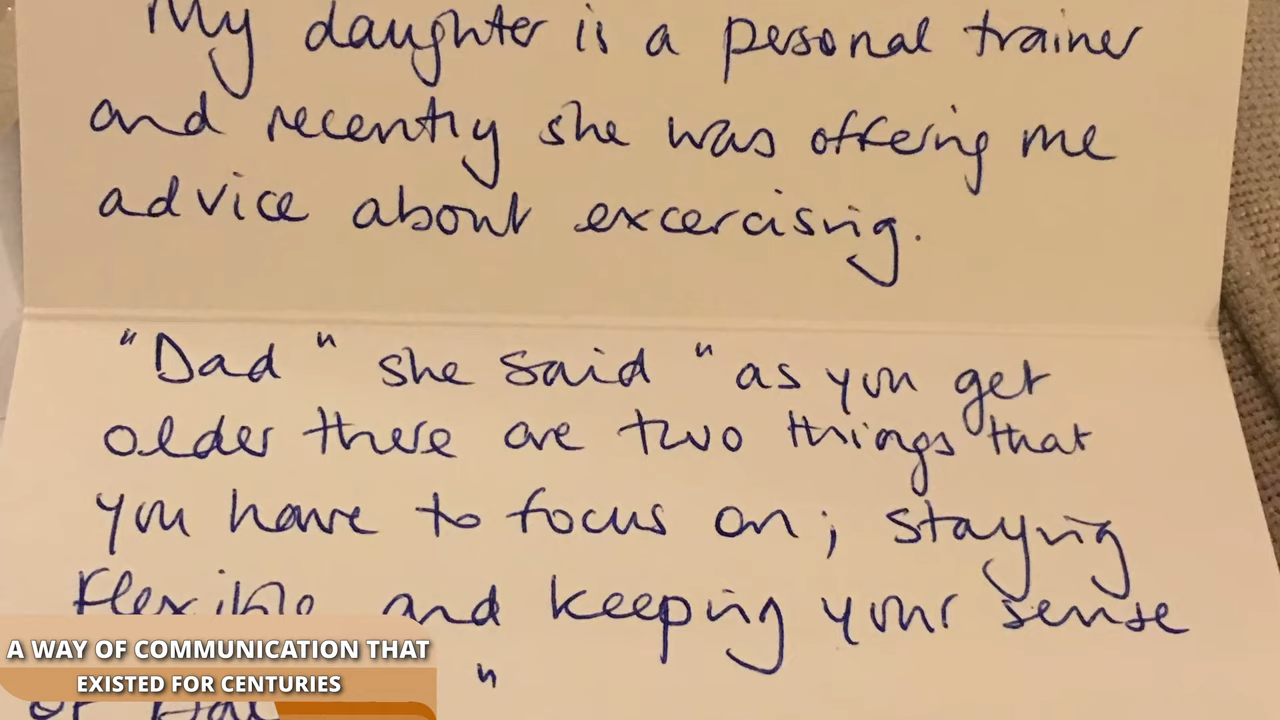 My daughter is a personal trainer
and recently she was offering me
advice about excercising.
"Dad" she said "as you get
older there are two things that
you have to focus on; staying
flexible and keeping your sense
of "
A WAY OF COMMUNICATION THAT
EXISTED FOR CENTURIES